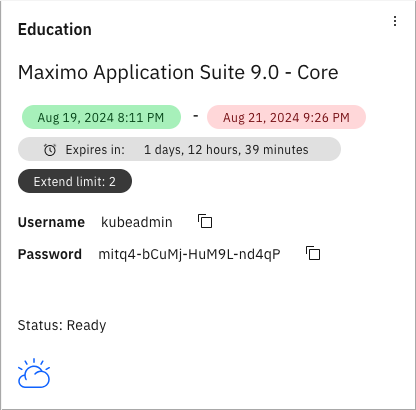 Education
Maximo Application Suite 9.0 - Core
Aug 19, 2024 8:11 PM - Aug 21, 2024 9:26 PM
Expires in: 1 days, 12 hours, 39 minutes
Extend limit: 2
Username kubeadmin
Password mitq4-bCuMj-HuM9L-nd4qP
Status: Ready